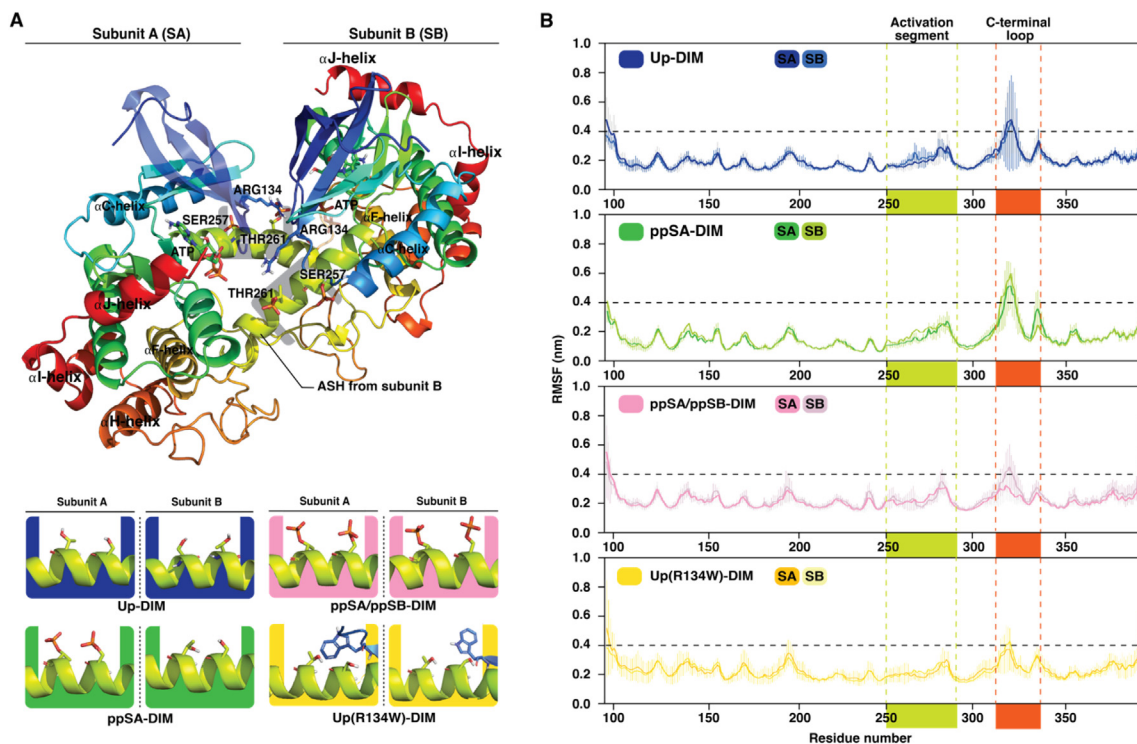 A
Subunit A (SA)
Subunit B (SB)
αJ-helix
αI-helix
ARG134
αC-helix
SER257
ATP
αF-helix
THR261
ARG134
ATP
αC-helix
SER257
THR261
αJ-helix
αF-helix
αI-helix
ASH from subunit B
αH-helix
Subunit A
Subunit B
Subunit A
Subunit B
Up-DIM
ppSA/ppSB-DIM
ppSA-DIM
Up(R134W)-DIM
B
Activation
segment
C-terminal
loop
1.0
0.8
0.6
0.4
0.2
0.0
Up-DIM
SA
SB
100
150
200
250
300
350
1.0
0.8
0.6
0.4
0.2
0.0
ppSA-DIM
SA
SB
100
150
200
250
300
350
RMSF (nm)
1.0
0.8
0.6
0.4
0.2
0.0
ppSA/ppSB-DIM
SA
SB
100
150
200
250
300
350
1.0
0.8
0.6
0.4
0.2
0.0
Up(R134W)-DIM
SA
SB
100
150
200
250
300
350
Residue number